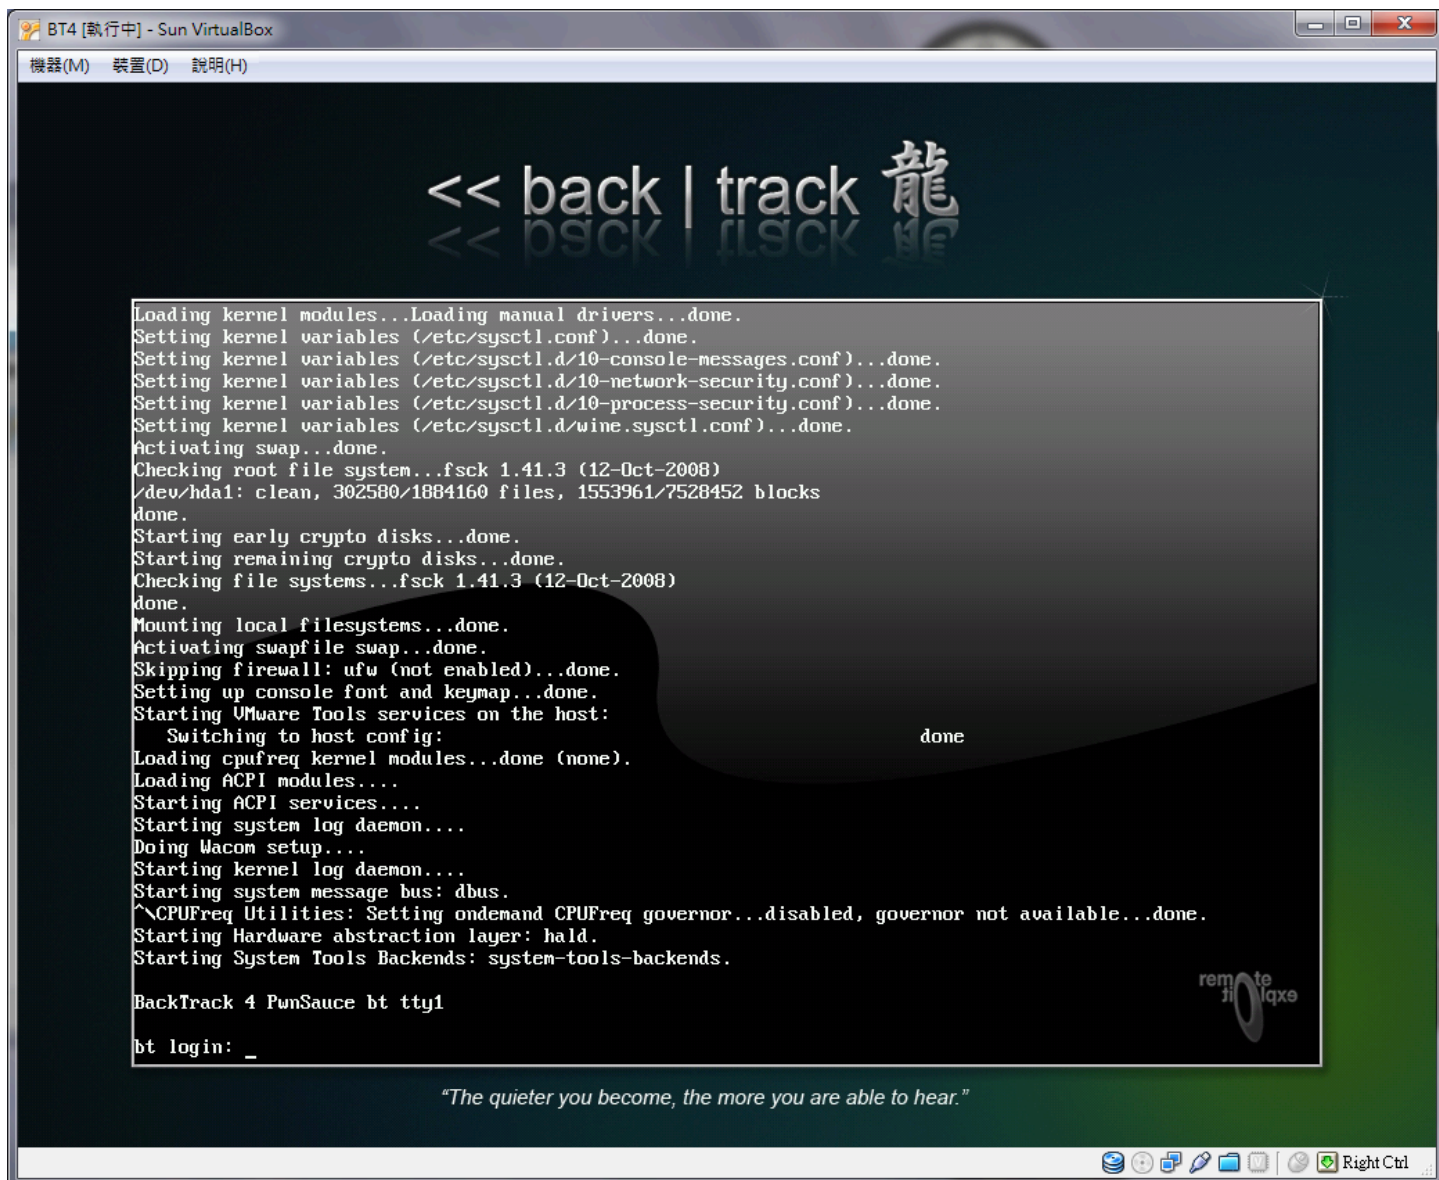 BT4 [執行中] - Sun VirtualBox
機器(M) 裝置(D) 說明(H)
<< back | track 龍
Loading kernel modules...Loading manual drivers...done.
Setting kernel variables (/etc/sysctl.conf)...done.
Setting kernel variables (/etc/sysctl.d/10-console-messages.conf)...done.
Setting kernel variables (/etc/sysctl.d/10-network-security.conf)...done.
Setting kernel variables (/etc/sysctl.d/10-process-security.conf)...done.
Setting kernel variables (/etc/sysctl.d/wine.sysctl.conf)...done.
Activating swap...done.
Checking root file system...fsck 1.41.3 (12-Oct-2008)
/dev/hda1: clean, 302580/1884160 files, 1553961/7528452 blocks
done.
Starting early crypto disks...done.
Starting remaining crypto disks...done.
Checking file systems...fsck 1.41.3 (12-Oct-2008)
done.
Mounting local filesystems...done.
Activating swapfile swap...done.
Skipping firewall: ufw (not enabled)...done.
Setting up console font and keymap...done.
Starting VMware Tools services on the host:
   Switching to host config: done
Loading cpufreq kernel modules...done (none).
Loading ACPI modules....
Starting ACPI services....
Starting system log daemon....
Doing Wacom setup....
Starting kernel log daemon....
Starting system message bus: dbus.
^\CPUFreq Utilities: Setting ondemand CPUFreq governor...disabled, governor not available...done.
Starting Hardware abstraction layer: hald.
Starting System Tools Backends: system-tools-backends.
BackTrack 4 PwnSauce bt tty1
bt login: _
remote
exploit
“The quieter you become, the more you are able to hear.”
Right Ctrl